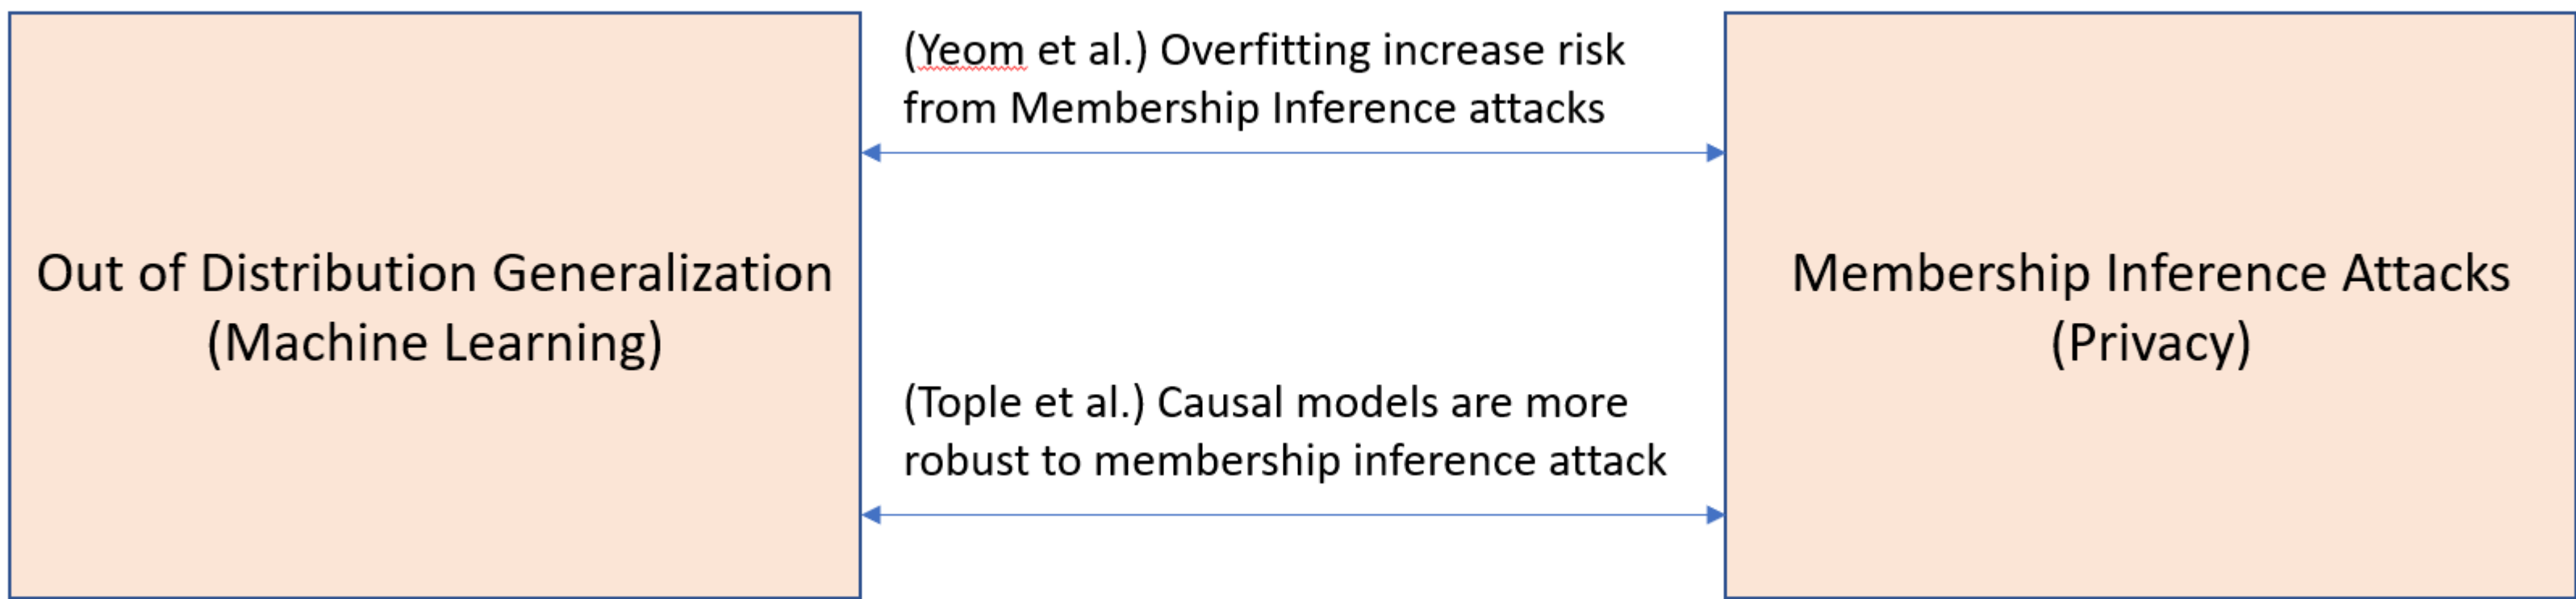 Out of Distribution Generalization
(Machine Learning)
(Yeom et al.) Overfitting increase risk
from Membership Inference attacks
(Tople et al.) Causal models are more
robust to membership inference attack
Membership Inference Attacks
(Privacy)